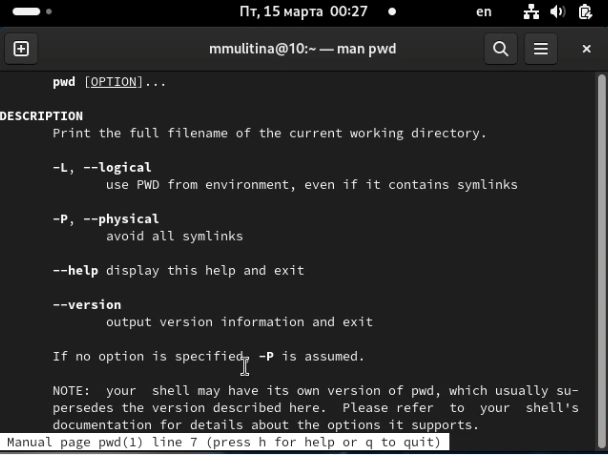 Пт, 15 марта 00:27
en
mmulitina@10:~ — man pwd
pwd [OPTION]...
DESCRIPTION
Print the full filename of the current working directory.
-L, --logical
use PWD from environment, even if it contains symlinks
-P, --physical
avoid all symlinks
--help display this help and exit
--version
output version information and exit
If no option is specified, -P is assumed.
NOTE: your shell may have its own version of pwd, which usually su-
persedes the version described here. Please refer to your shell's
documentation for details about the options it supports.
Manual page pwd(1) line 7 (press h for help or q to quit)